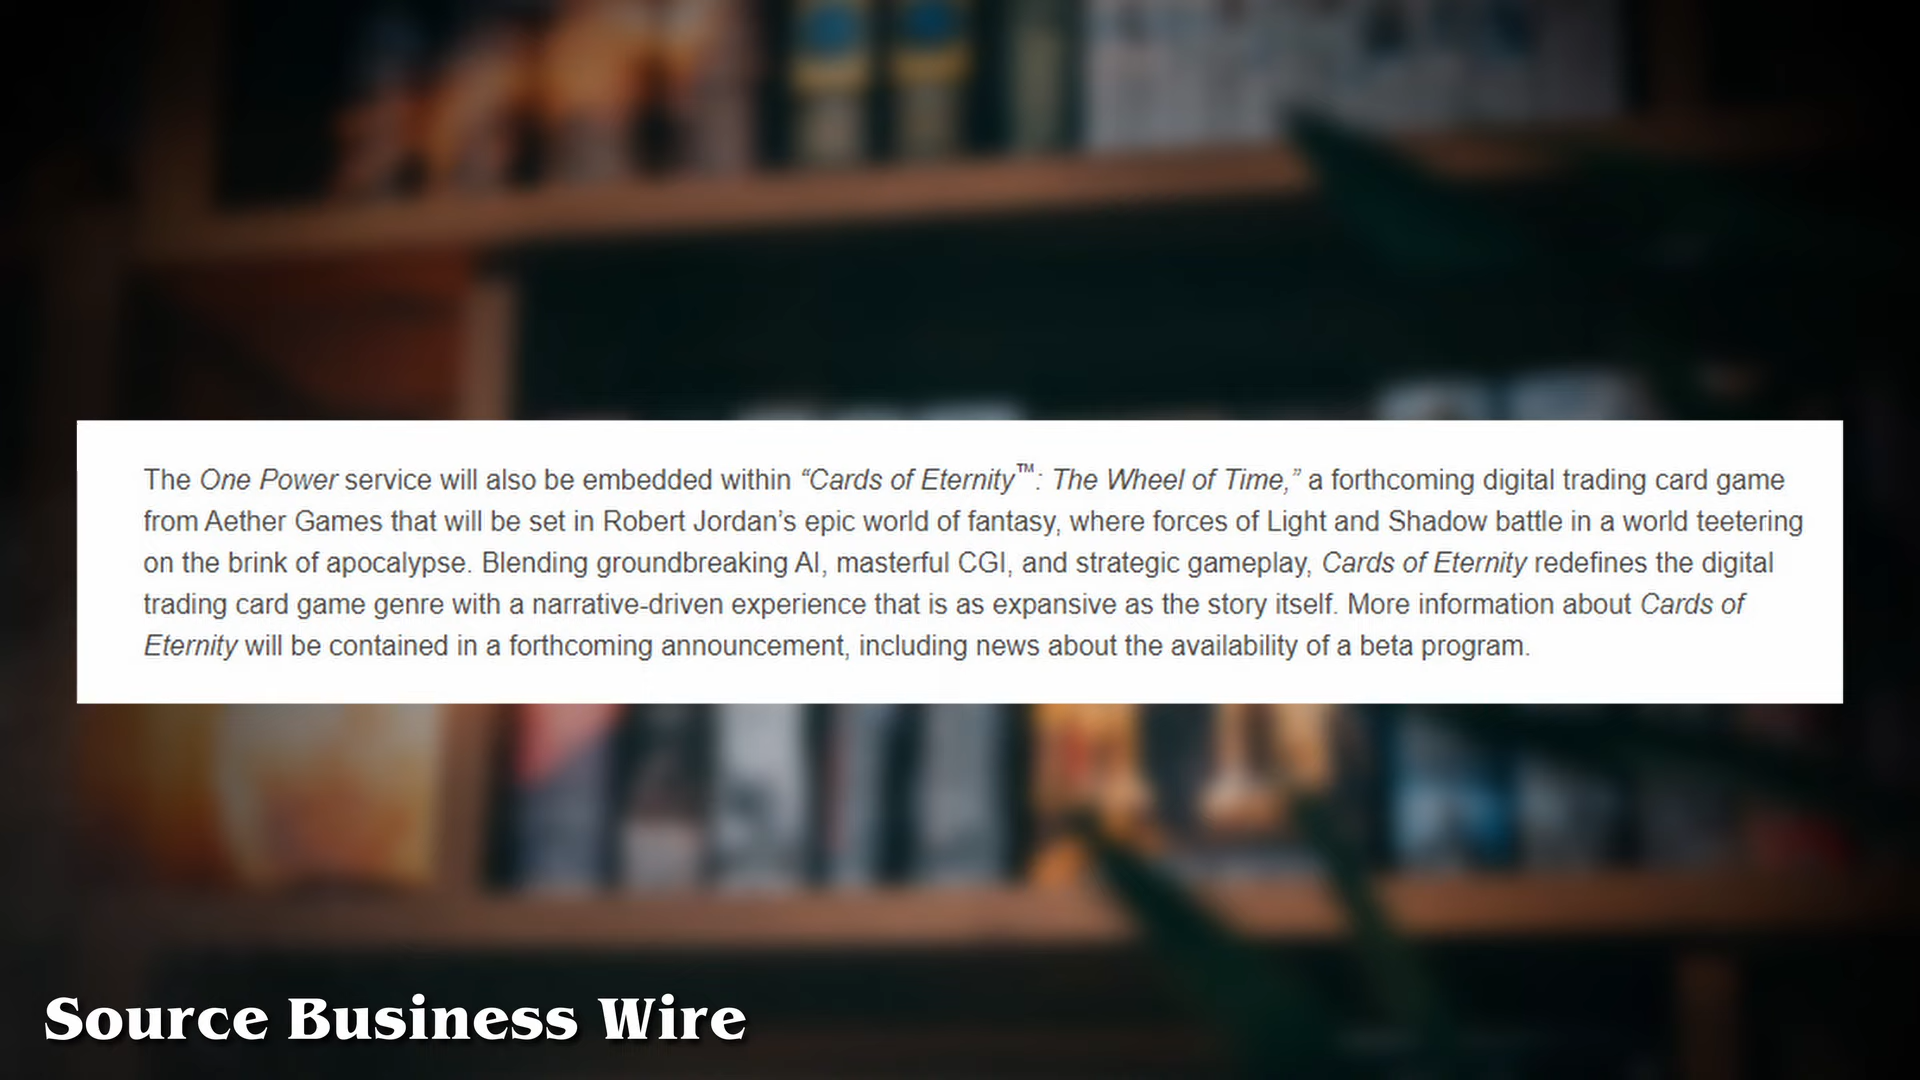 The One Power service will also be embedded within “Cards of Eternity™: The Wheel of Time,” a forthcoming digital trading card game
from Aether Games that will be set in Robert Jordan’s epic world of fantasy, where forces of Light and Shadow battle in a world teetering
on the brink of apocalypse. Blending groundbreaking AI, masterful CGI, and strategic gameplay, Cards of Eternity redefines the digital
trading card game genre with a narrative-driven experience that is as expansive as the story itself. More information about Cards of
Eternity will be contained in a forthcoming announcement, including news about the availability of a beta program.
Source Business Wire